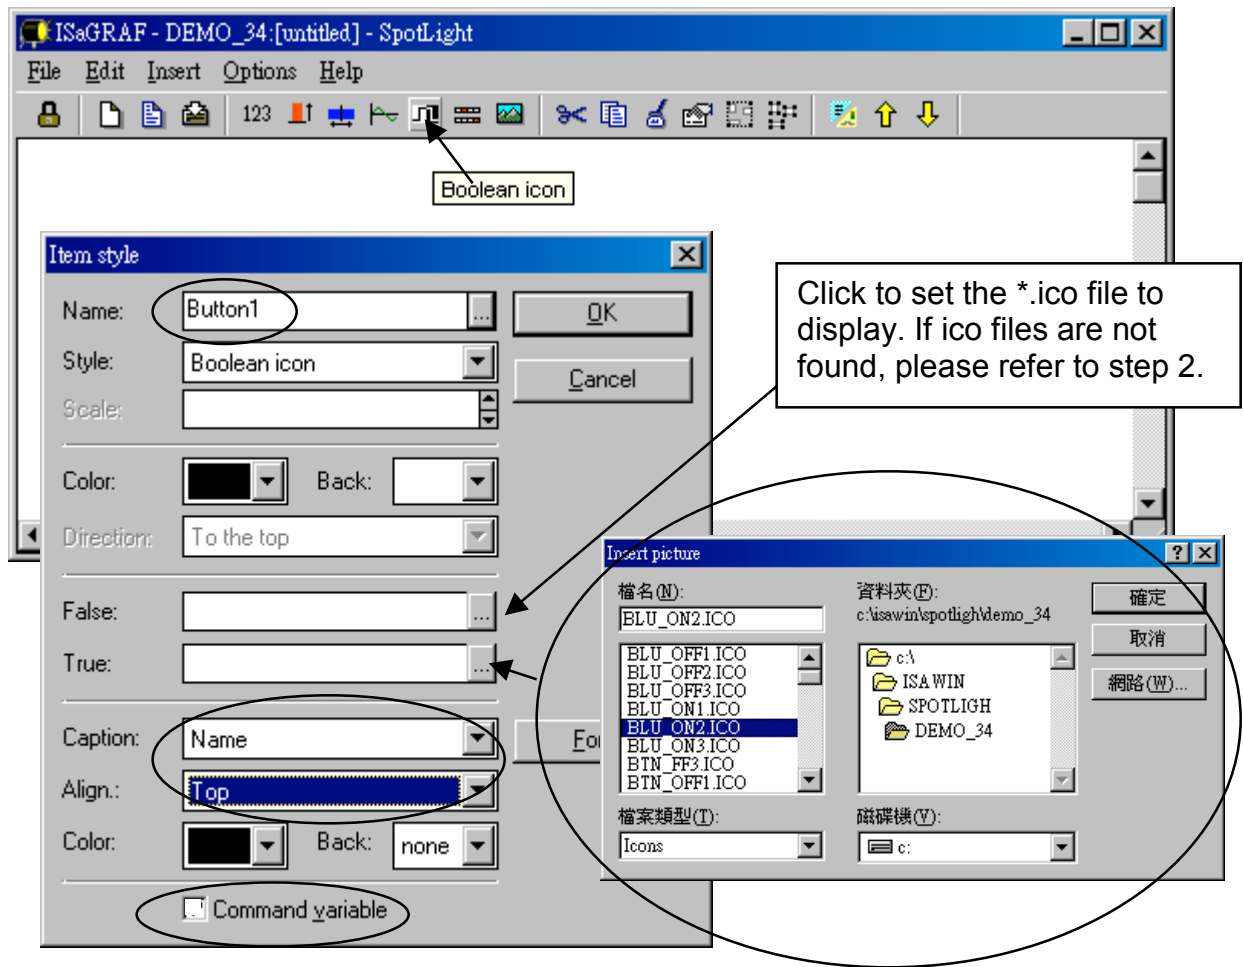 ISaGRAF - DEMO_34:[untitled] - SpotLight
File Edit Insert Options Help
123
Boolean icon
Item style
Name: Button1 ...
OK
Style: Boolean icon
Cancel
Scale:
Color: Back:
Direction: To the top
False: ...
True: ...
Caption: Name
Fo
Align.: Top
Color: Back: none
Command variable
Click to set the *.ico file to
display. If ico files are not
found, please refer to step 2.
Insert picture
檔名(N):
BLU_ON2.ICO
BLU_OFF1.ICO
BLU_OFF2.ICO
BLU_OFF3.ICO
BLU_ON1.ICO
BLU_ON2.ICO
BLU_ON3.ICO
BTN_FF3.ICO
BTN_OFF1.ICO
檔案類型(T):
Icons
資料夾(F):
c:\isawin\spotligh\demo_34
c:\
ISAWIN
SPOTLIGH
DEMO_34
磁碟機(V):
c:
確定
取消
網路(W)...